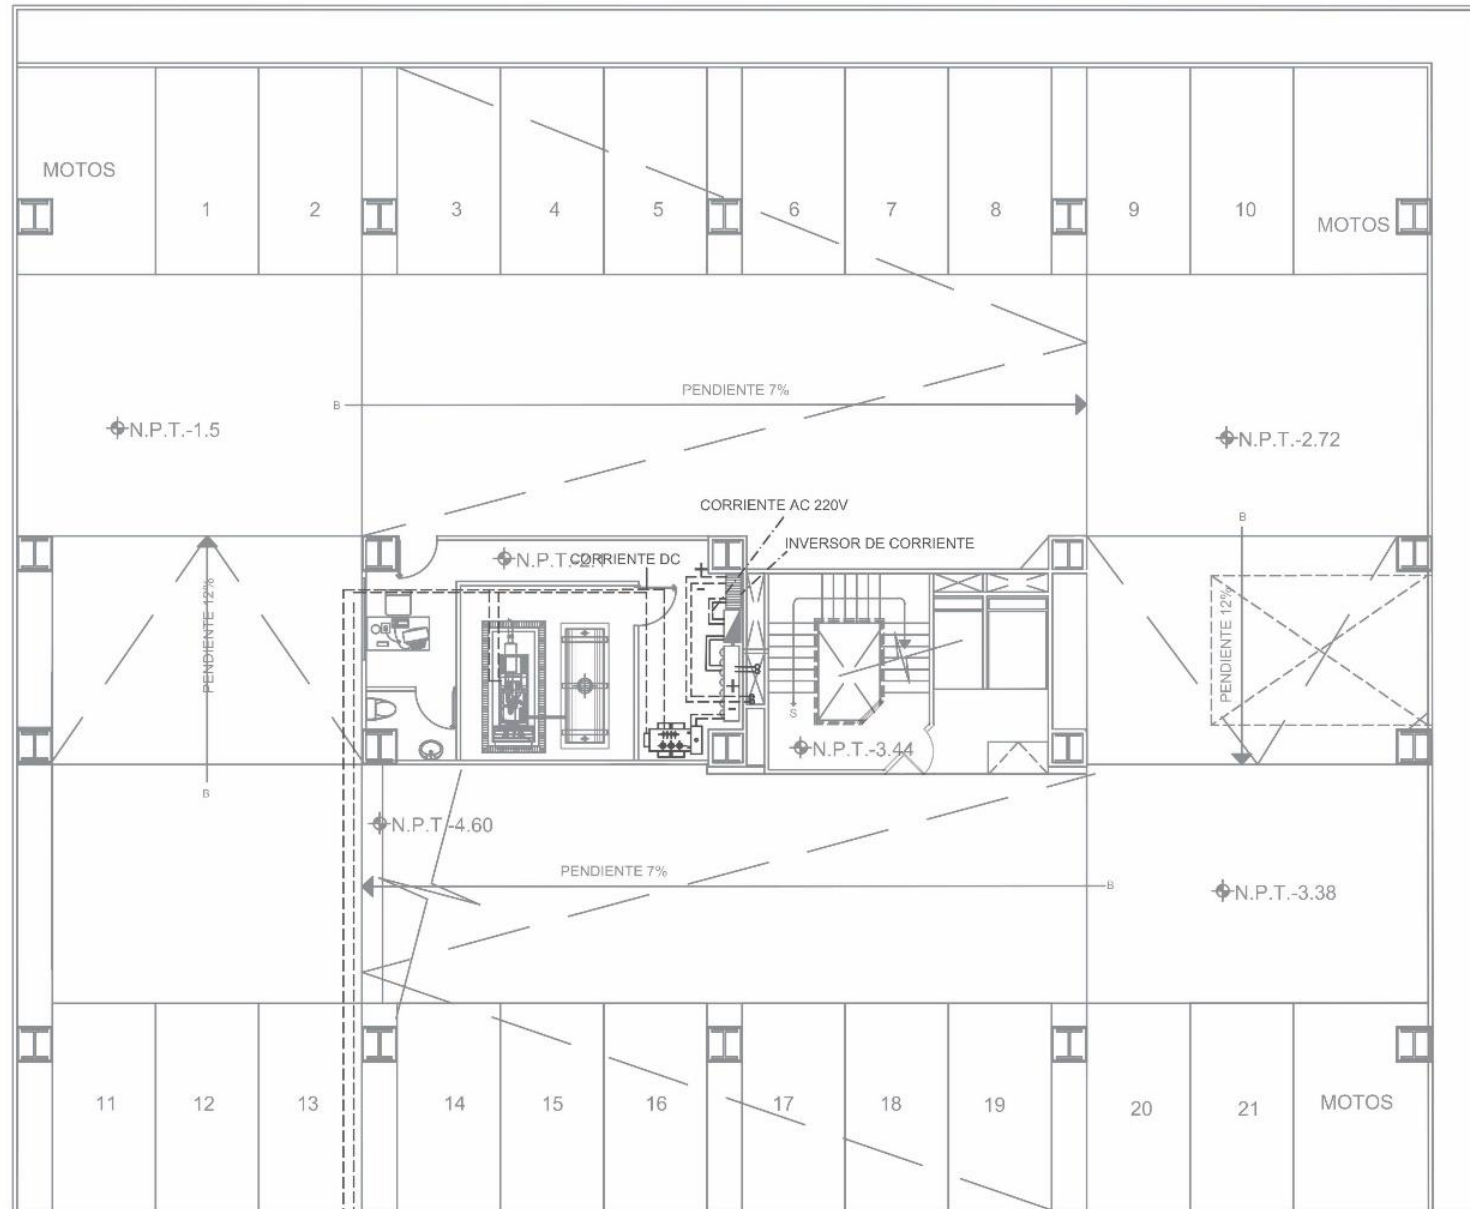 MOTOS
1
2
3
4
5
6
7
8
9
10
MOTOS
PENDIENTE 7%
B
N.P.T.-1.5
N.P.T.-2.72
CORRIENTE AC 220V
B
INVERSOR DE CORRIENTE
CORRIENTE DC
PENDIENTE 12%
PENDIENTE 12%
+
-
+
-
S
N.P.T.-3.44
B
N.P.T.-4.60
PENDIENTE 7%
B
N.P.T.-3.38
11
12
13
14
15
16
17
18
19
20
21
MOTOS